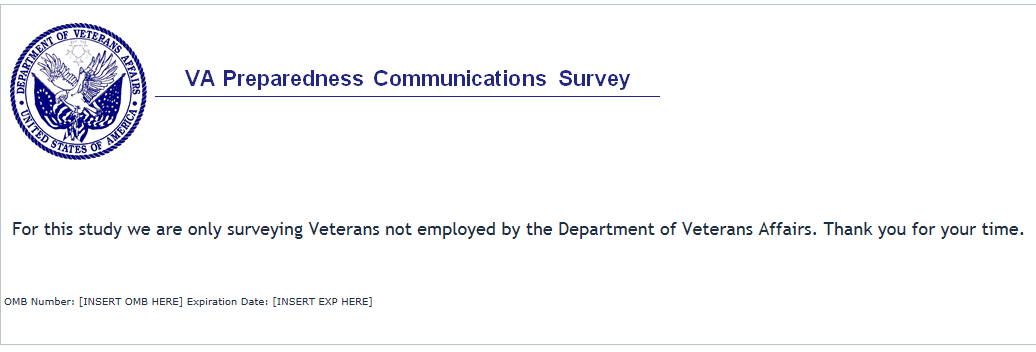 DEPARTMENT OF VETERANS AFFAIRS
UNITED STATES OF AMERICA
VA Preparedness Communications Survey
For this study we are only surveying Veterans not employed by the Department of Veterans Affairs. Thank you for your time.
OMB Number: [INSERT OMB HERE] Expiration Date: [INSERT EXP HERE]